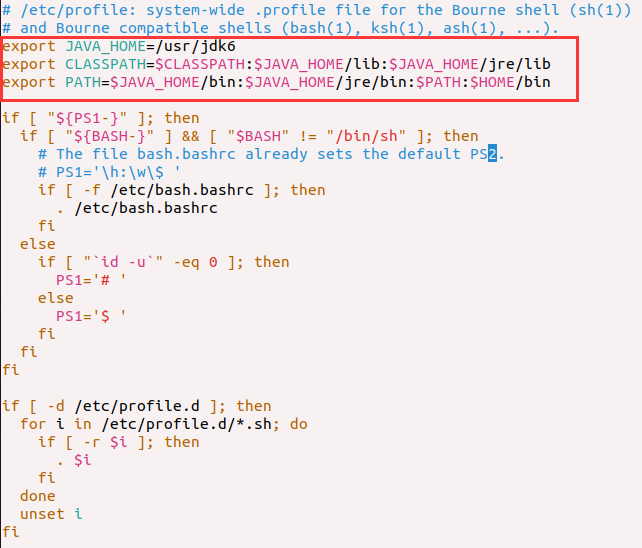 # /etc/profile: system-wide .profile file for the Bourne shell (sh(1))
# and Bourne compatible shells (bash(1), ksh(1), ash(1), ...).
export JAVA_HOME=/usr/jdk6
export CLASSPATH=$CLASSPATH:$JAVA_HOME/lib:$JAVA_HOME/jre/lib
export PATH=$JAVA_HOME/bin:$JAVA_HOME/jre/bin:$PATH:$HOME/bin
if [ "${PS1-}" ]; then
  if [ "${BASH-}" ] && [ "$BASH" != "/bin/sh" ]; then
    # The file bash.bashrc already sets the default PS2.
    # PS1='\h:\w\$ '
    if [ -f /etc/bash.bashrc ]; then
      . /etc/bash.bashrc
    fi
  else
    if [ "`id -u`" -eq 0 ]; then
      PS1='# '
    else
      PS1='$ '
    fi
  fi
fi
if [ -d /etc/profile.d ]; then
  for i in /etc/profile.d/*.sh; do
    if [ -r $i ]; then
      . $i
    fi
  done
  unset i
fi